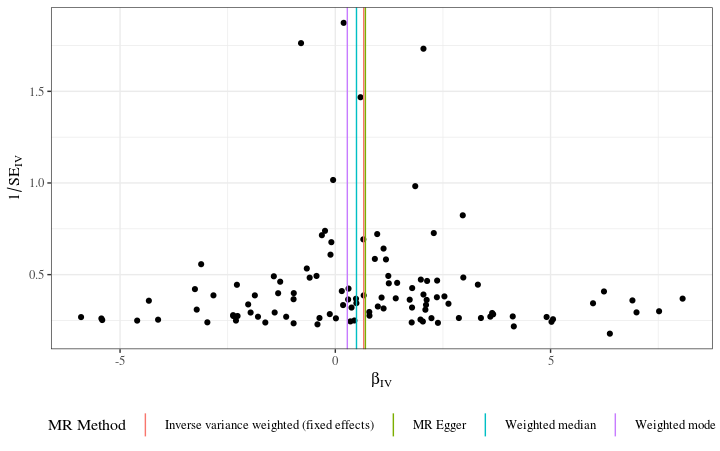 1.5
1.0
0.5
1/SE_IV
-5
0
5
β_IV
MR Method
Inverse variance weighted (fixed effects)
MR Egger
Weighted median
Weighted mode